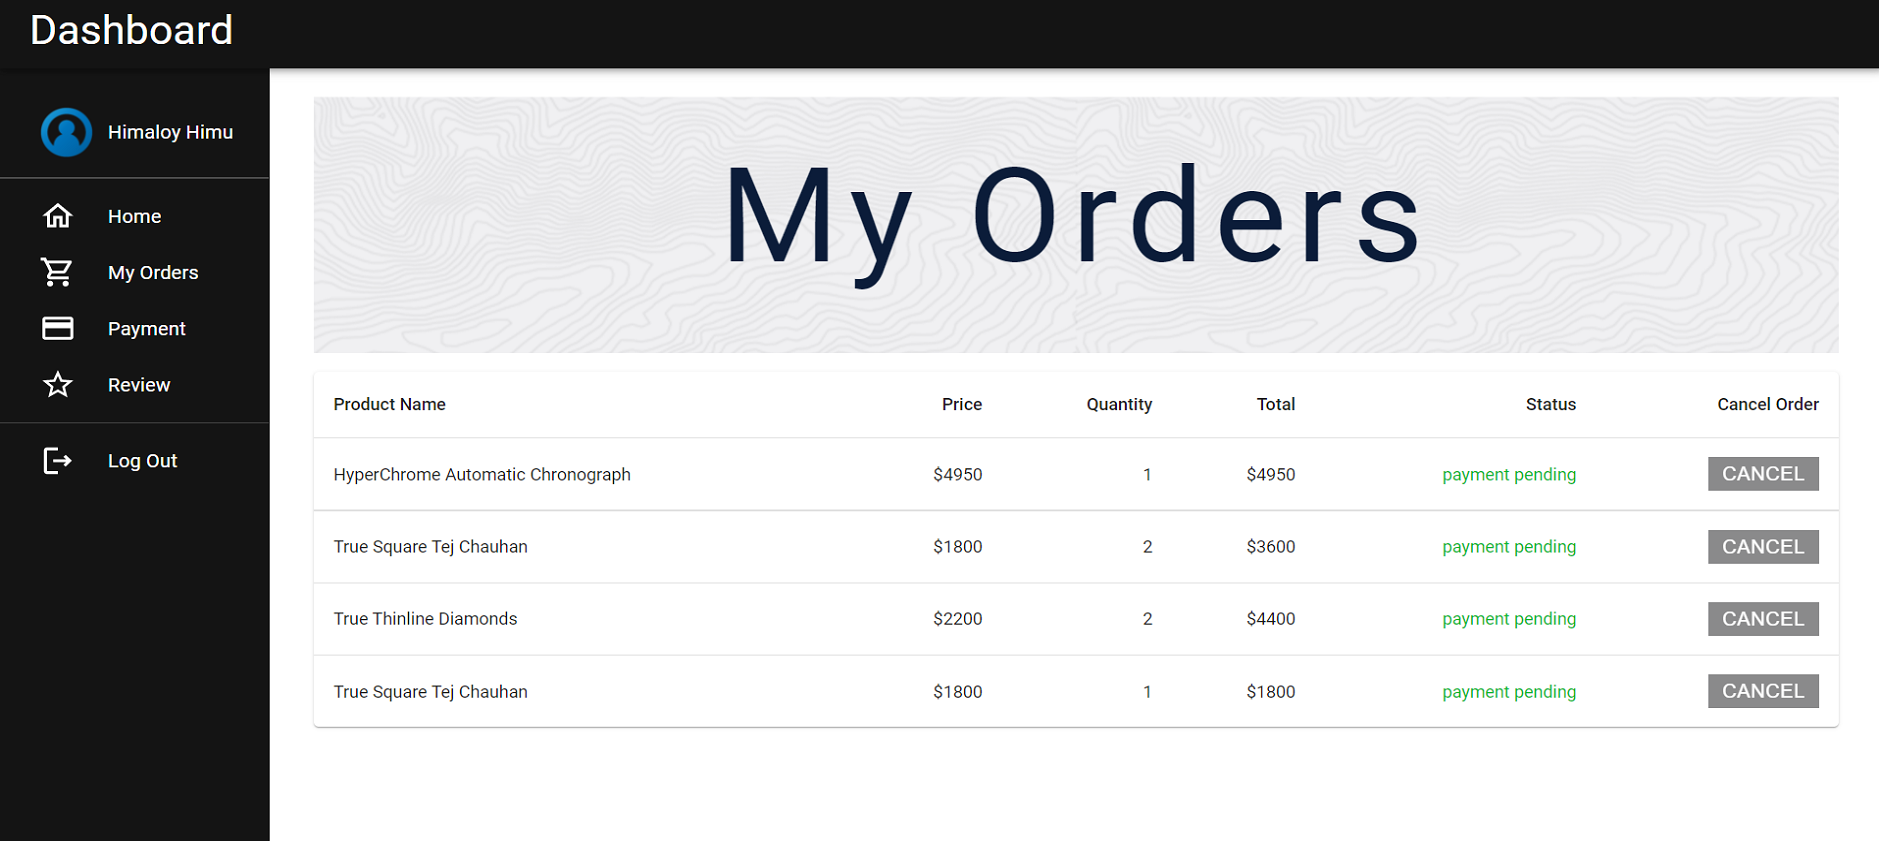 Dashboard
Himaloy Himu
Home
My Orders
Payment
Review
Log Out
My Orders
Product Name Price Quantity Total Status Cancel Order
HyperChrome Automatic Chronograph $4950 1 $4950 payment pending CANCEL
True Square Tej Chauhan $1800 2 $3600 payment pending CANCEL
True Thinline Diamonds $2200 2 $4400 payment pending CANCEL
True Square Tej Chauhan $1800 1 $1800 payment pending CANCEL